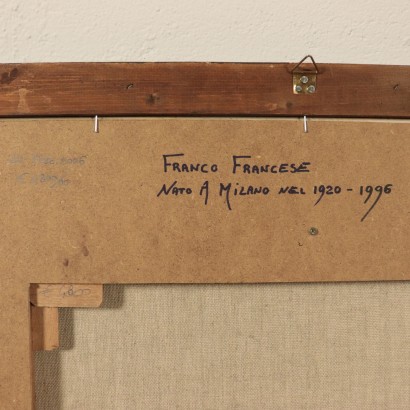 FRANCO FRANCESE
NATO A MILANO NEL 1920 - 1996